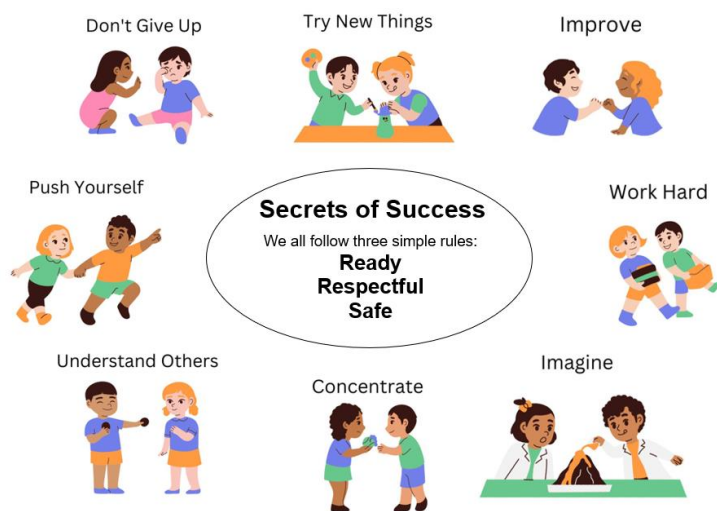 Don't Give Up
Try New Things
Improve
Push Yourself
Secrets of Success
We all follow three simple rules:
Ready
Respectful
Safe
Work Hard
Understand Others
Concentrate
Imagine